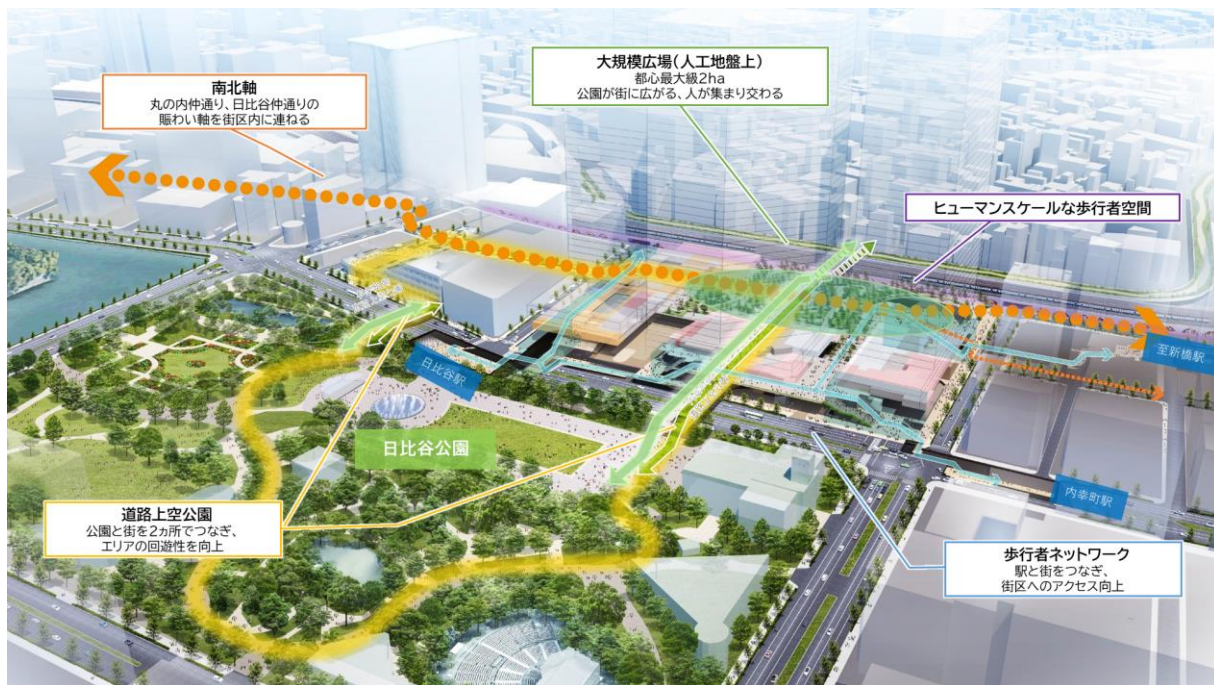 南北軸
丸の内仲通り、日比谷仲通りの
賑わい軸を街区内に連ねる
大規模広場(人工地盤上)
都心最大級2ha
公園が街に広がる、人が集まり交わる
ヒューマンスケールな歩行者空間
至新橋駅
日比谷駅
日比谷公園
内幸町駅
道路上空公園
公園と街を2ヵ所でつなぎ、
エリアの回遊性を向上
歩行者ネットワーク
駅と街をつなぎ、
街区へのアクセス向上